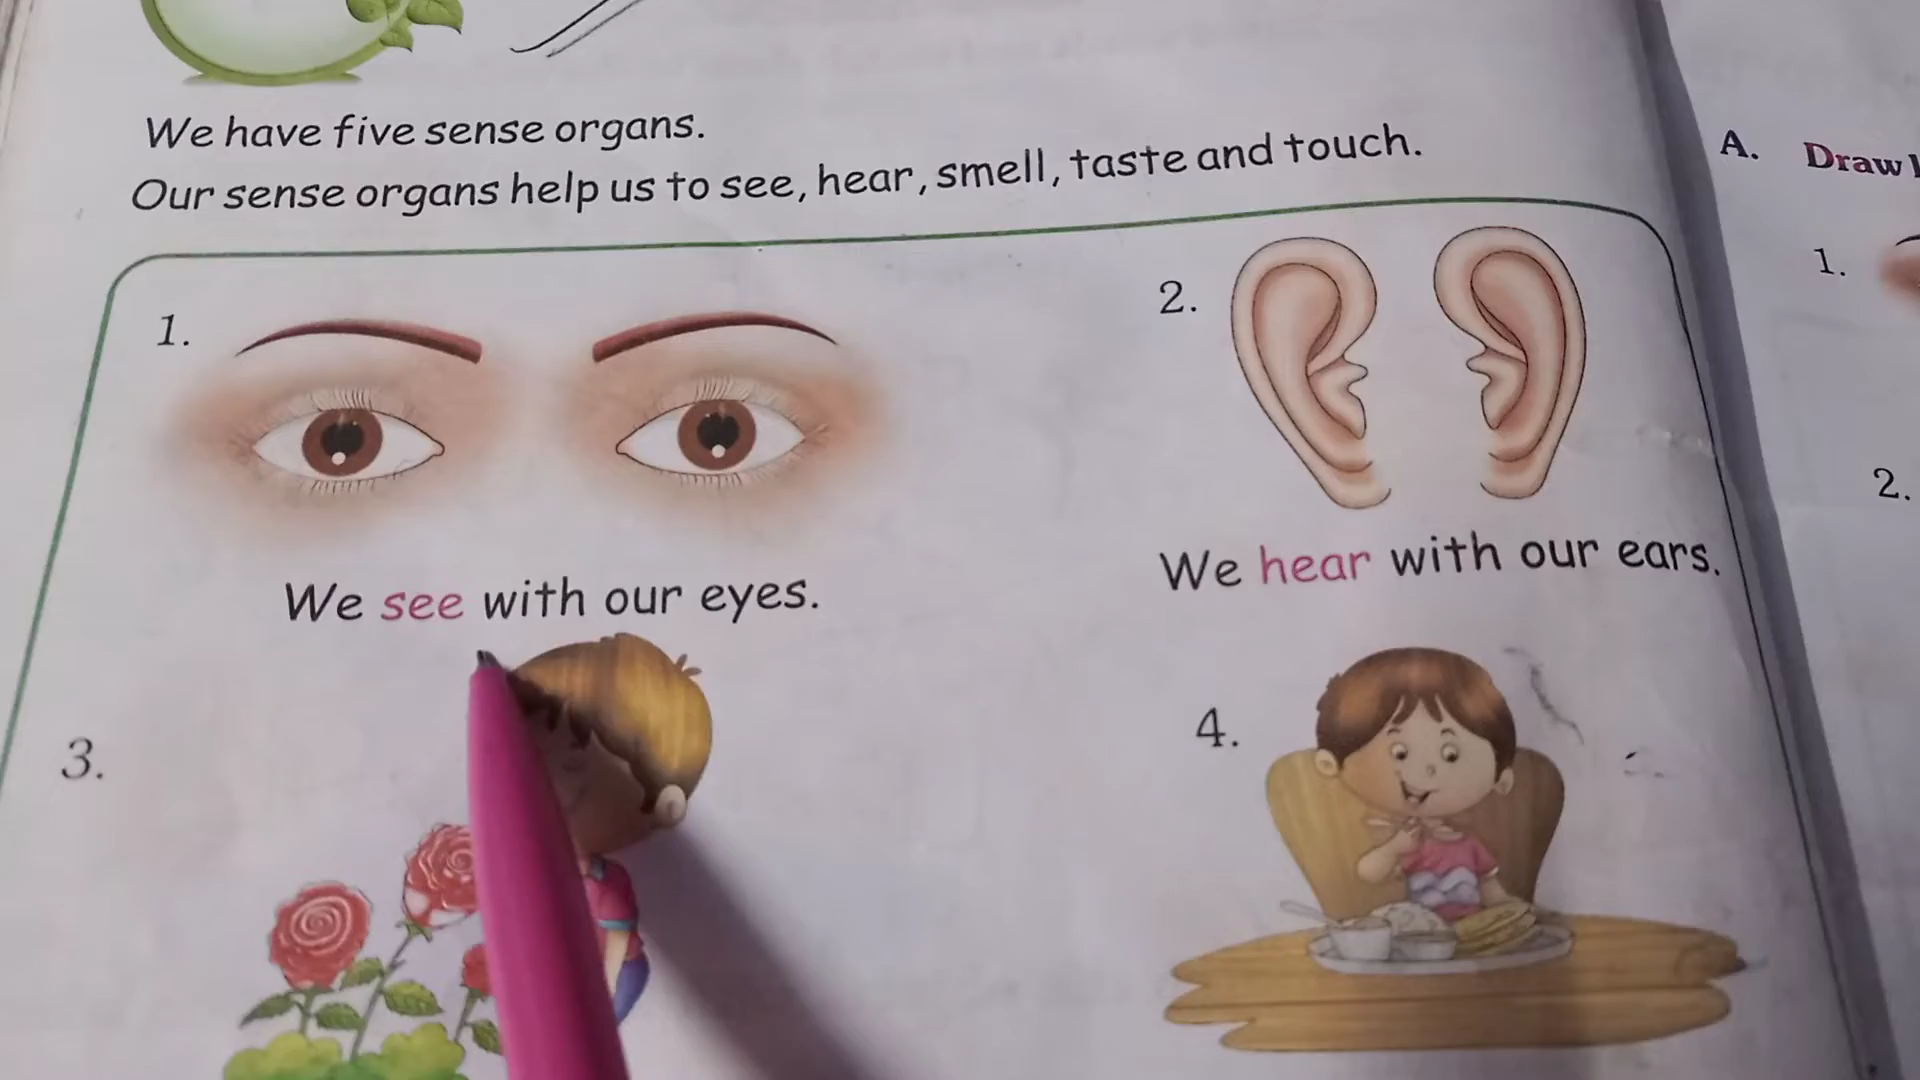 We have five sense organs.
Our sense organs help us to see, hear, smell, taste and touch.
1.
2.
We see with our eyes.
We hear with our ears.
3.
4.
A. Draw
1.
2.